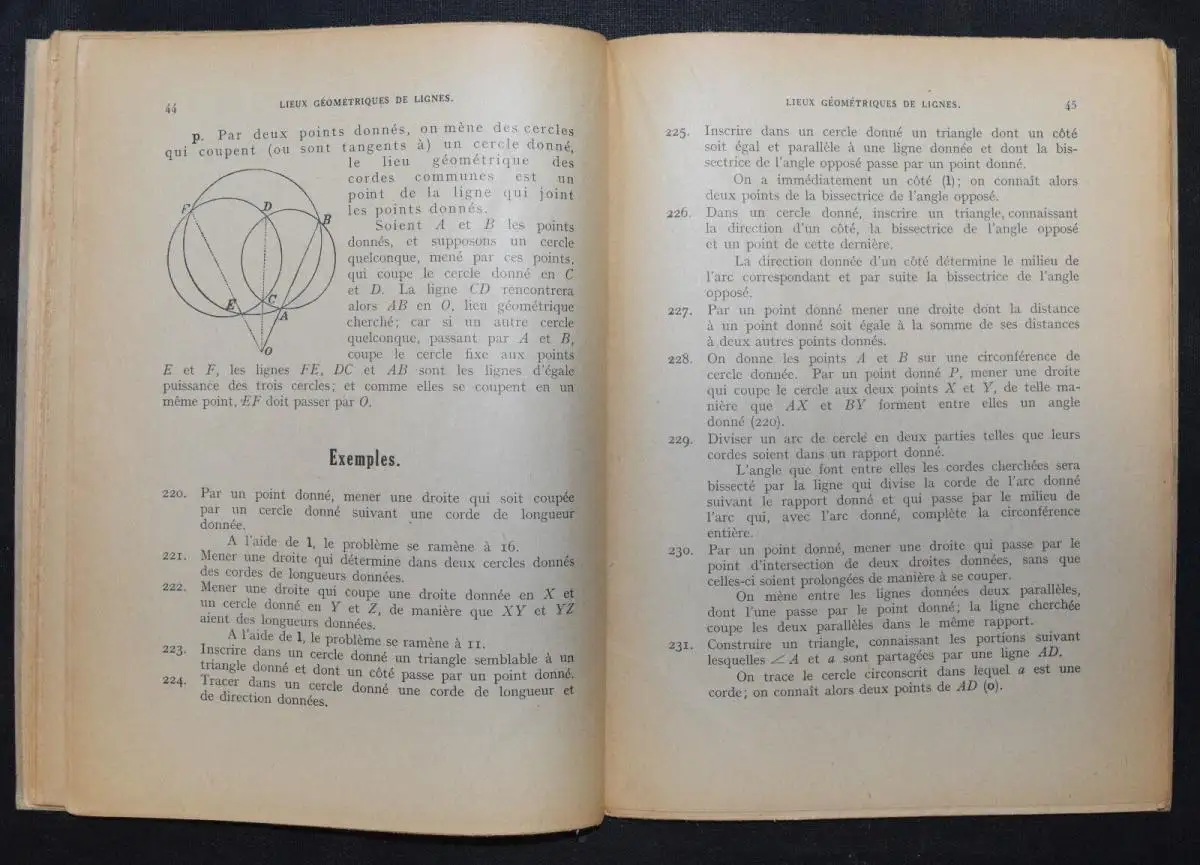 44
LIEUX GÉOMÉTRIQUES DE LIGNES.
p. Par deux points donnés, on mène des cercles
qui coupent (ou sont tangents à) un cercle donné,
le lieu géométrique des
cordes communes est un
point de la ligne qui joint
les points donnés.
Soient A et B les points
donnés, et supposons un cercle
quelconque, mené par ces points,
qui coupe le cercle donné en C
et D. La ligne CD rencontrera
alors AB en O, lieu géométrique
cherché; car si un autre cercle
quelconque, passant par A et B,
coupe le cercle fixe aux points
F
D
B
E
C
A
O
E et F, les lignes FE, DC et AB sont les lignes d'égale
puissance des trois cercles; et comme elles se coupent en un
même point, EF doit passer par O.
Exemples.
220. Par un point donné, mener une droite qui soit coupée
par un cercle donné suivant une corde de longueur
donnée.
A l'aide de 1, le problème se ramène à 16.
221. Mener une droite qui détermine dans deux cercles donnés
des cordes de longueurs données.
222. Mener une droite qui coupe une droite donnée en X et
un cercle donné en Y et Z, de manière que XY et YZ
aient des longueurs données.
A l'aide de 1, le problème se ramène à 11.
223. Inscrire dans un cercle donné un triangle semblable à un
triangle donné et dont un côté passe par un point donné.
224. Tracer dans un cercle donné une corde de longueur et
de direction données.
LIEUX GÉOMÉTRIQUES DE LIGNES.
45
225. Inscrire dans un cercle donné un triangle dont un côté
soit égal et parallèle à une ligne donnée et dont la bis-
sectrice de l'angle opposé passe par un point donné.
On a immédiatement un côté (1); on connaît alors
deux points de la bissectrice de l'angle opposé.
226. Dans un cercle donné, inscrire un triangle, connaissant
la direction d'un côté, la bissectrice de l'angle opposé
et un point de cette dernière.
La direction donnée d'un côté détermine le milieu de
l'arc correspondant et par suite la bissectrice de l'angle
opposé.
227. Par un point donné mener une droite dont la distance
à un point donné soit égale à la somme de ses distances
à deux autres points donnés.
228. On donne les points A et B sur une circonférence de
cercle donnée. Par un point donné P, mener une droite
qui coupe le cercle aux deux points X et Y, de telle ma-
nière que AX et BY forment entre elles un angle
donné (220).
229. Diviser un arc de cercle en deux parties telles que leurs
cordes soient dans un rapport donné.
L'angle que font entre elles les cordes cherchées sera
bissecté par la ligne qui divise la corde de l'arc donné
suivant le rapport donné et qui passe par le milieu de
l'arc qui, avec l'arc donné, complète la circonférence
entière.
230. Par un point donné, mener une droite qui passe par le
point d'intersection de deux droites données, sans que
celles-ci soient prolongées de manière à se couper.
On mène entre les lignes données deux parallèles,
dont l'une passe par le point donné; la ligne cherchée
coupe les deux parallèles dans le même rapport.
231. Construire un triangle, connaissant les portions suivant
lesquelles ∠A et a sont partagées par une ligne AD.
On trace le cercle circonscrit dans lequel a est une
corde; on connaît alors deux points de AD (o).